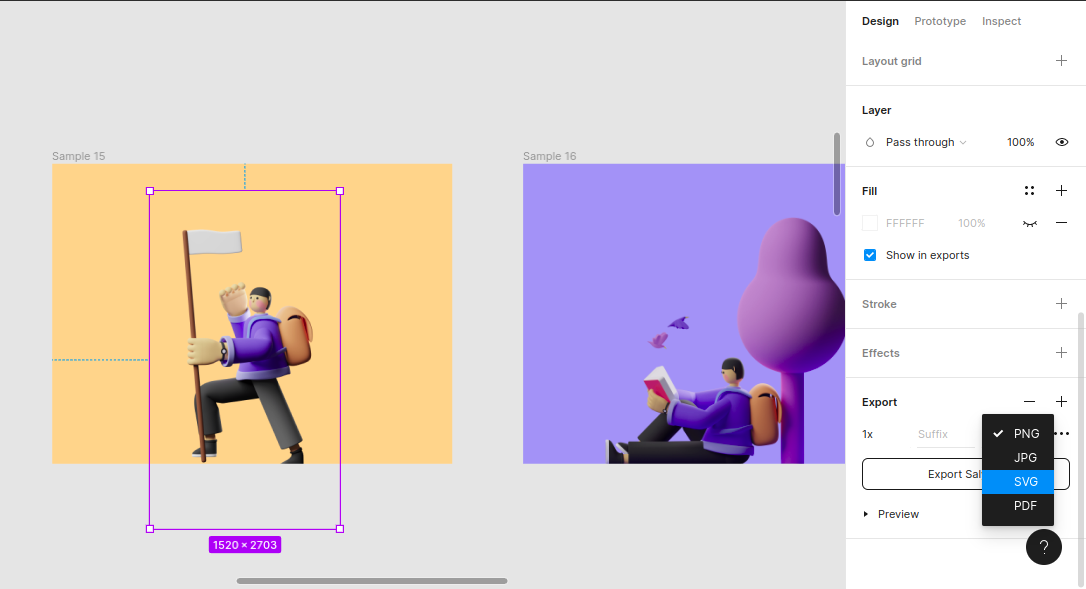 Design Prototype Inspect
Layout grid
Layer
Pass through 100%
Fill
FFFFFF 100%
Show in exports
Stroke
Effects
Export
1x Suffix
PNG
JPG
SVG
PDF
Export
Preview
?
Sample 15
1520 × 2703
Sample 16